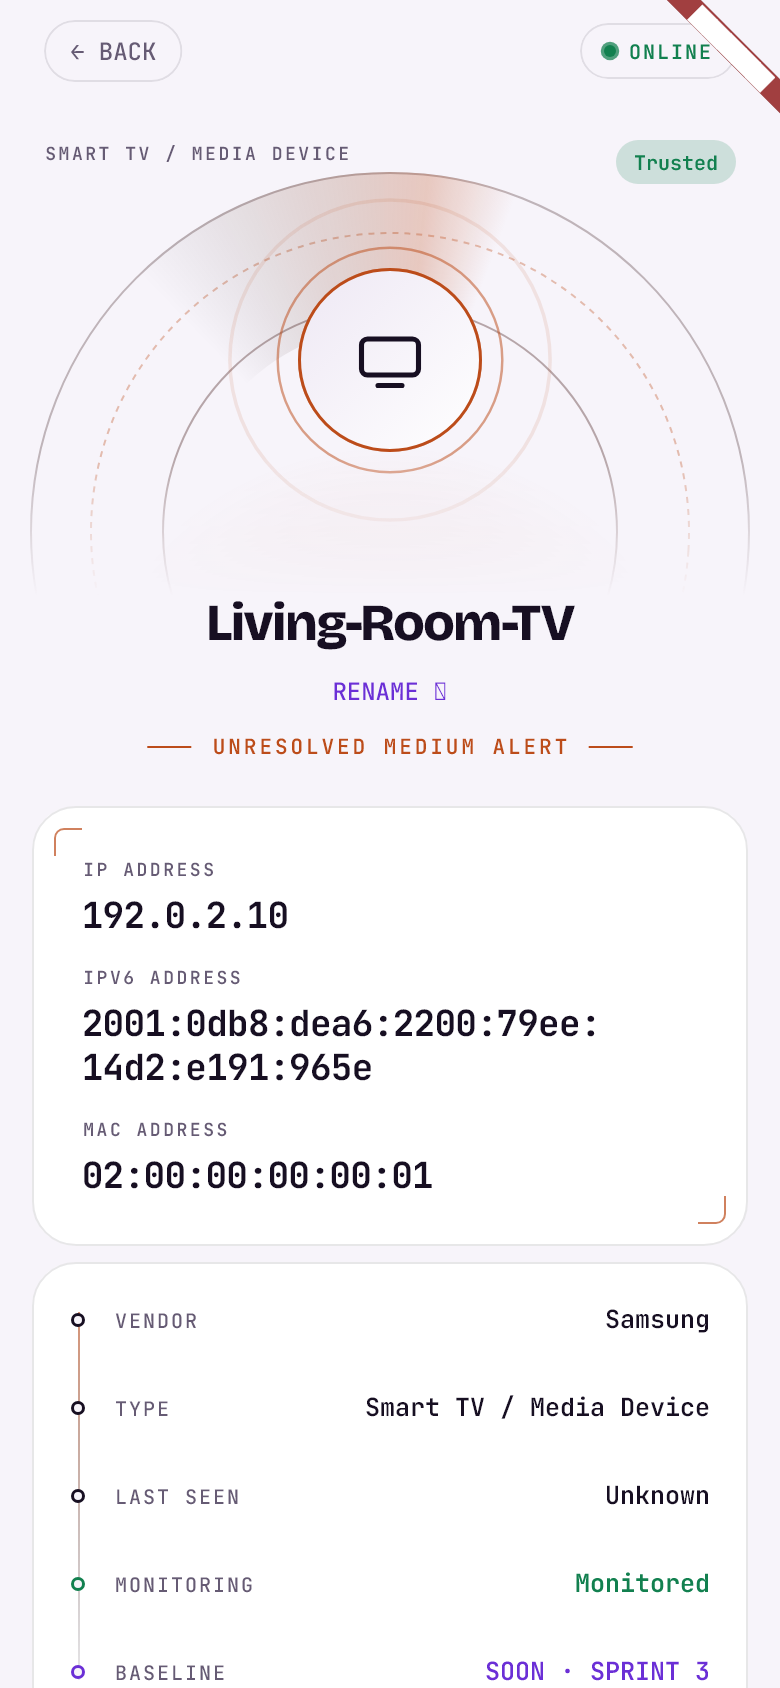 ← BACK
ONLINE
SMART TV / MEDIA DEVICE
Trusted
Living-Room-TV
RENAME
UNRESOLVED MEDIUM ALERT
IP ADDRESS
192.0.2.10
IPV6 ADDRESS
2001:0db8:dea6:2200:79ee:
14d2:e191:965e
MAC ADDRESS
02:00:00:00:00:01
VENDOR Samsung
TYPE Smart TV / Media Device
LAST SEEN Unknown
MONITORING Monitored
BASELINE SOON · SPRINT 3